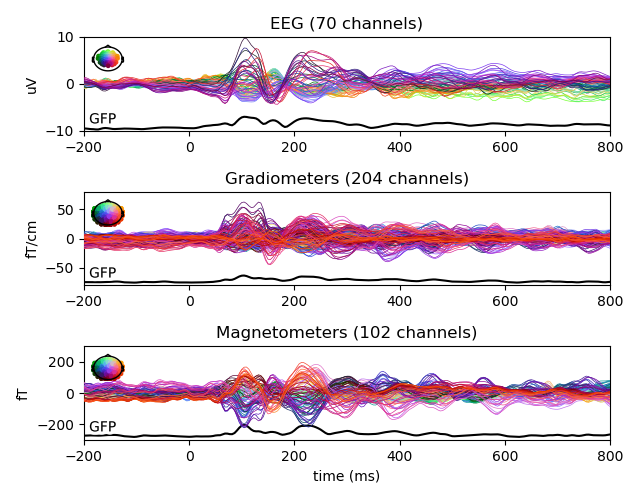 EEG (70 channels)
10
0
−10
uV
GFP
−200 0 200 400 600 800
Gradiometers (204 channels)
50
0
−50
fT/cm
GFP
−200 0 200 400 600 800
Magnetometers (102 channels)
200
0
−200
fT
GFP
−200 0 200 400 600 800
time (ms)